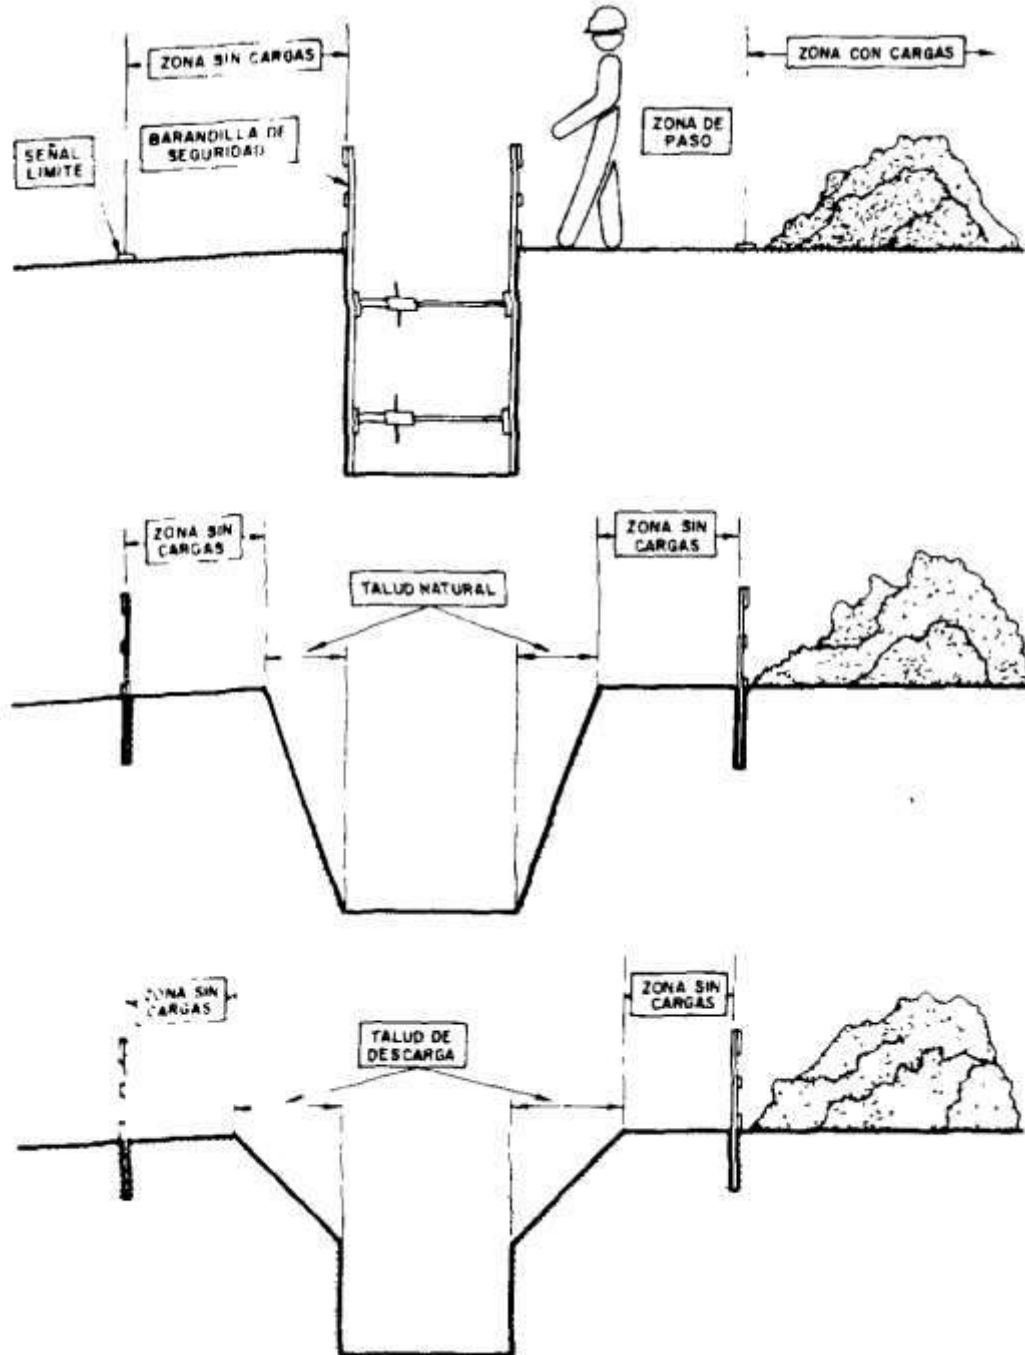 ZONA SIN CARGAS
ZONA CON CARGAS
SEÑAL
LIMITE
BARANDILLA DE
SEGURIDAD
ZONA DE
PASO
ZONA SIN
CARGAS
ZONA SIN
CARGAS
TALUD NATURAL
ZONA SIN
CARGAS
ZONA SIN
CARGAS
TALUD DE
DESCARGA